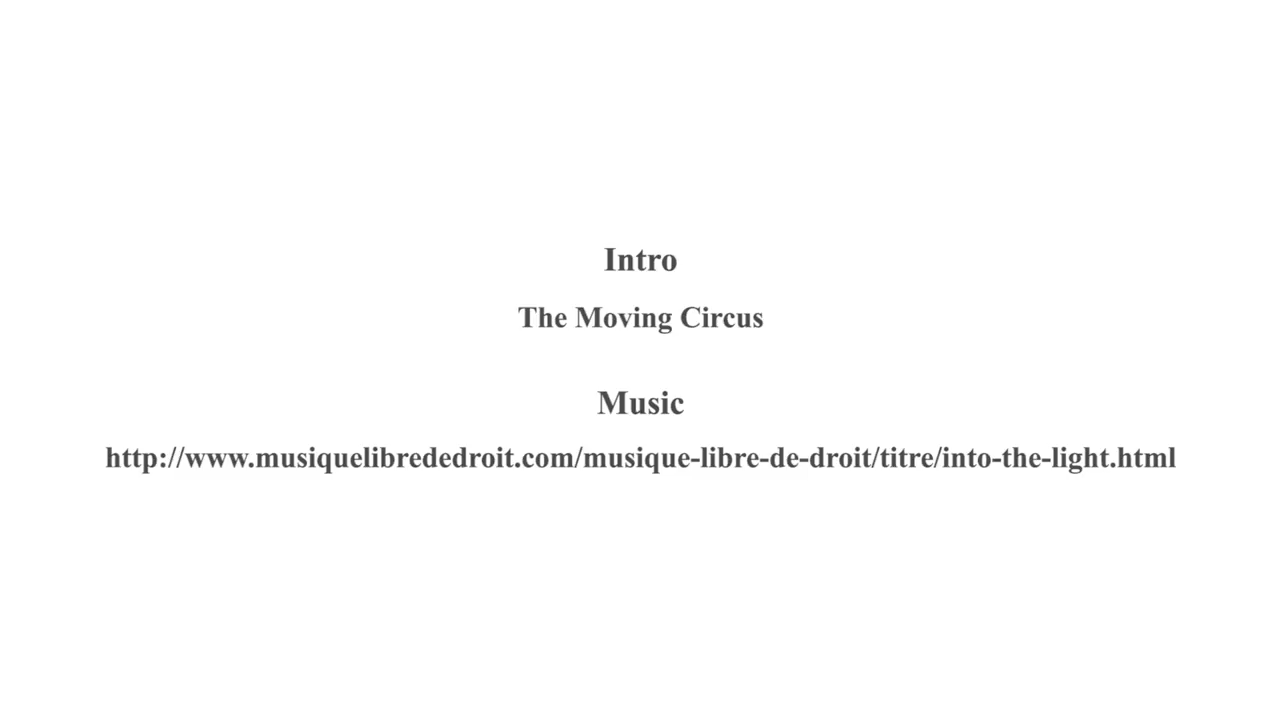 Intro
The Moving Circus
Music
http://www.musiquelibrededroit.com/musique-libre-de-droit/titre/into-the-light.html